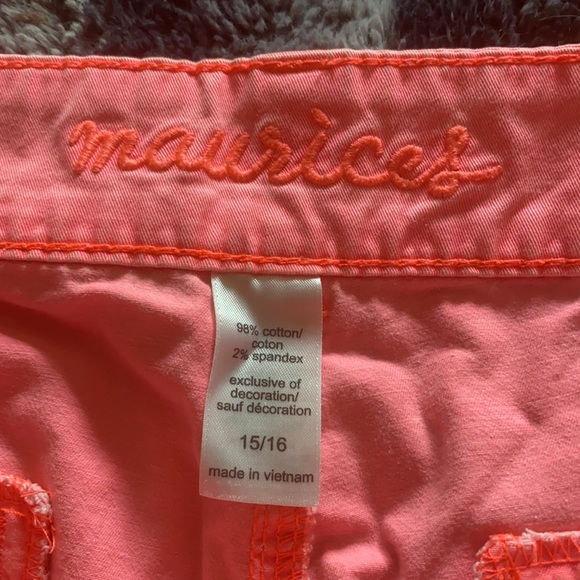 maurices
98% cotton/
coton
2% spandex
exclusive of
decoration/
sauf décoration
15/16
made in vietnam